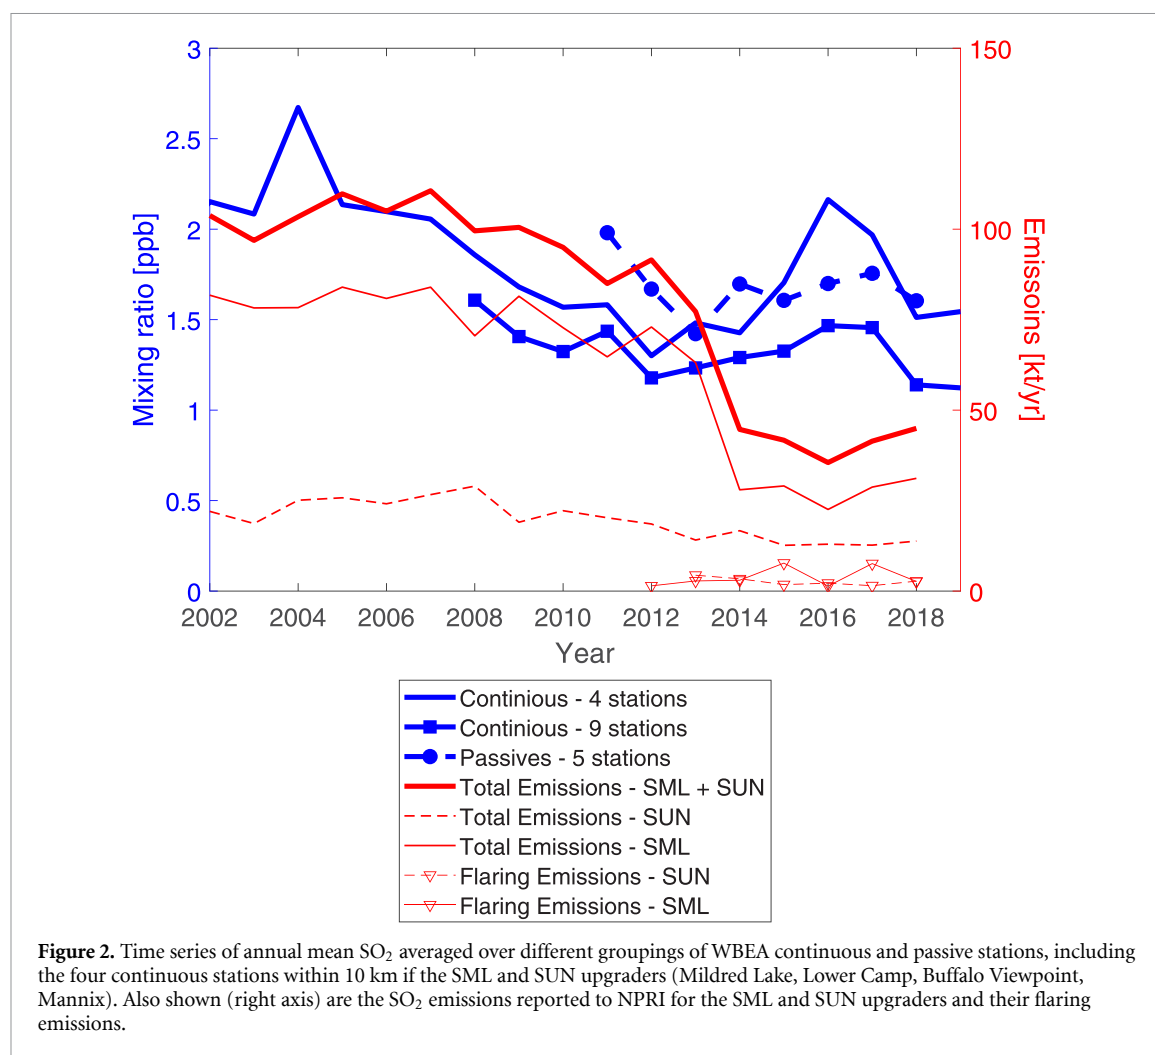 3
2.5
2
1.5
1
0.5
0
Mixing ratio [ppb]
150
100
50
0
Emissoins [kt/yr]
2002 2004 2006 2008 2010 2012 2014 2016 2018
Year
Continious - 4 stations
Continious - 9 stations
Passives - 5 stations
Total Emissions - SML + SUN
Total Emissions - SUN
Total Emissions - SML
Flaring Emissions - SUN
Flaring Emissions - SML
Figure 2. Time series of annual mean SO₂ averaged over different groupings of WBEA continuous and passive stations, including
the four continuous stations within 10 km if the SML and SUN upgraders (Mildred Lake, Lower Camp, Buffalo Viewpoint,
Mannix). Also shown (right axis) are the SO₂ emissions reported to NPRI for the SML and SUN upgraders and their flaring
emissions.